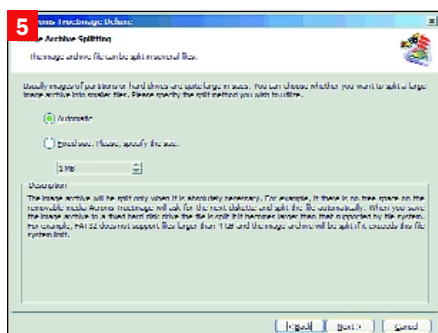 5
Acronis TrueImage Deluxe
Image Archive Splitting
The image archive file can be split in several files.
Usually images of partitions or hard drives are quite large in sizes. You can choose whether you want to split a large
image archive into smaller files. Please specify the split method you wish to utilize.
Automatic
Fixed size. Please, specify the size.
1 MB
Description
The image archive will be split only when it is absolutely necessary. For example, if there is no free space on the
removable media Acronis TrueImage will ask for the next diskette and split the file automatically. When you save
the image archive to a fixed hard disk drive the file is split if it becomes larger than that supported by file system.
For example, FAT32 does not support files larger than 4 GB and the image archive will be split if it exceeds this file
system limit.
< Back
Next >
Cancel